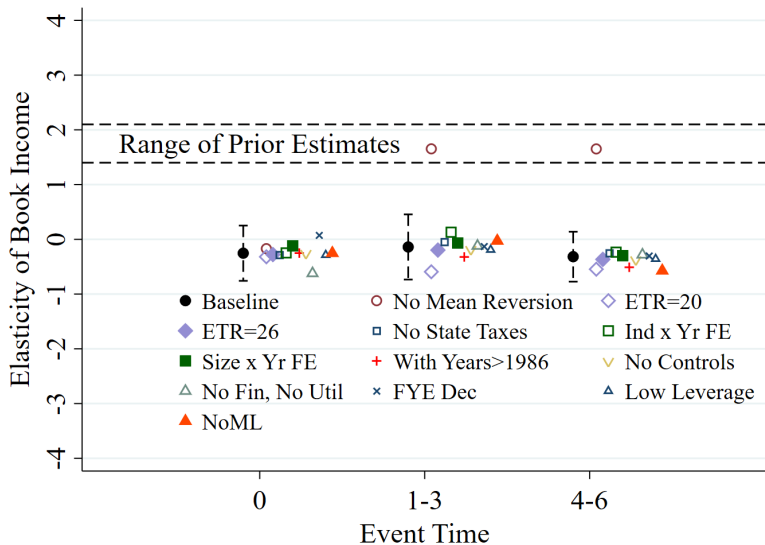 4
3
2
Range of Prior Estimates
1
0
-1
-2
-3
-4
Elasticity of Book Income
Baseline
No Mean Reversion
ETR=20
ETR=26
No State Taxes
Ind x Yr FE
Size x Yr FE
With Years>1986
No Controls
No Fin, No Util
FYE Dec
Low Leverage
NoML
0
1-3
4-6
Event Time